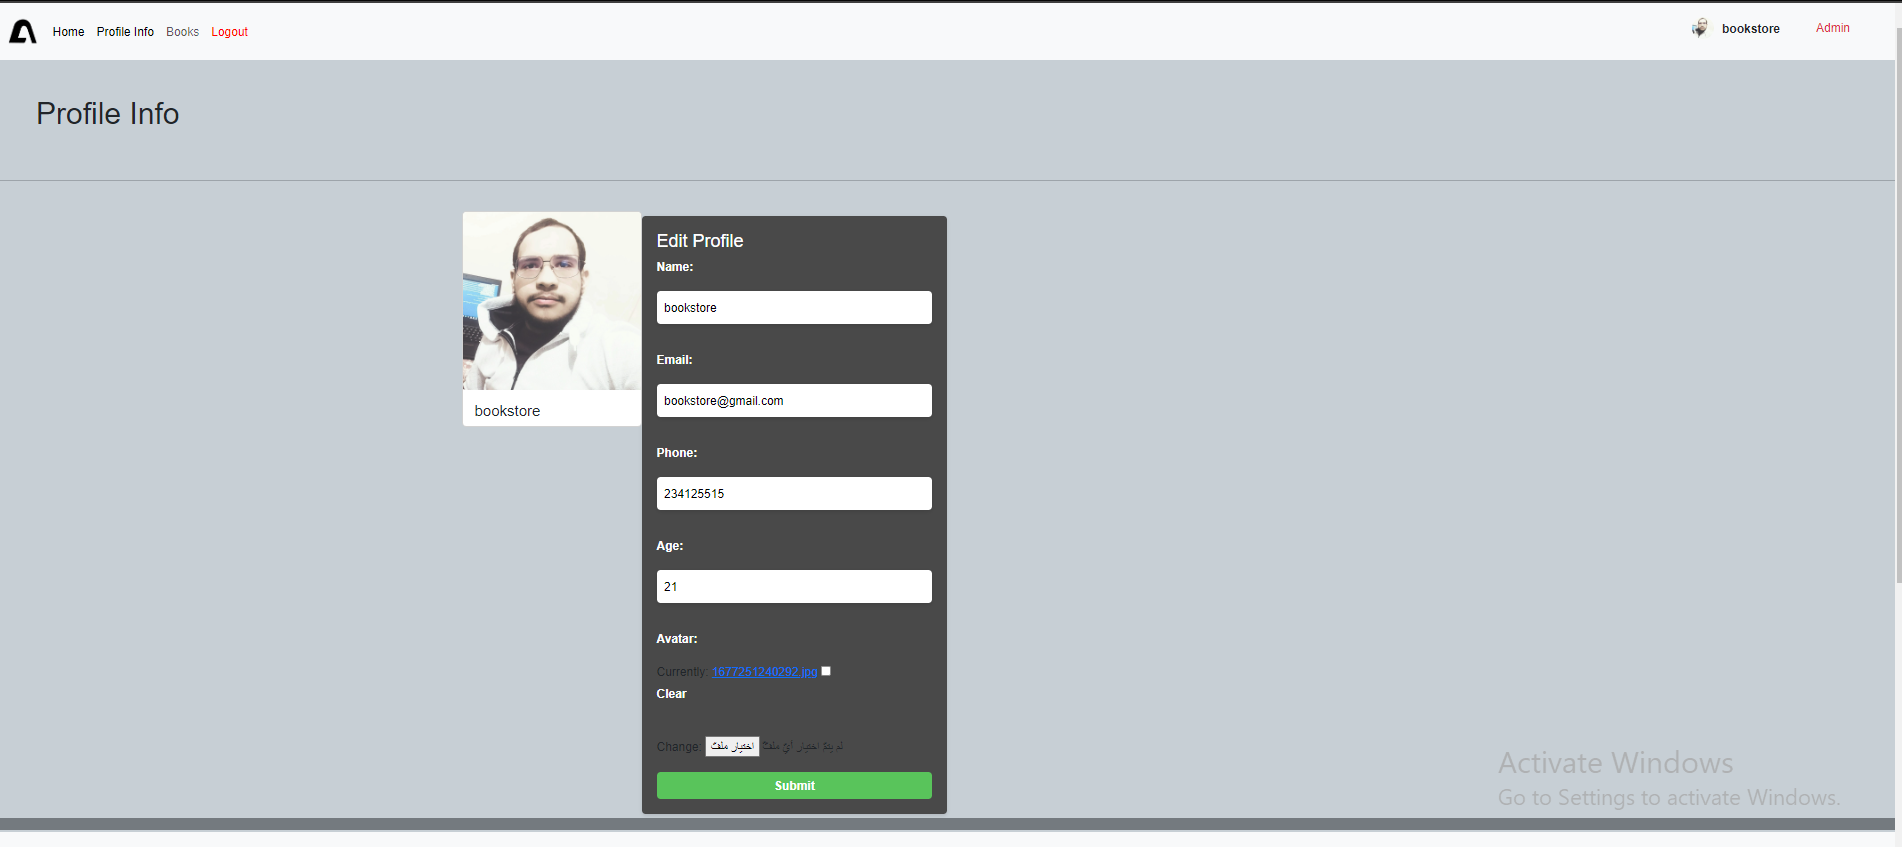 Home Profile Info Books Logout bookstore Admin
Profile Info
bookstore
Edit Profile
Name:
bookstore
Email:
bookstore@gmail.com
Phone:
234125515
Age:
21
Avatar:
Currently: 1677251240292.jpg
Clear
Change: اختيار ملفّ لم يتمّ اختيار أيّ ملفّ
Submit
Activate Windows
Go to Settings to activate Windows.